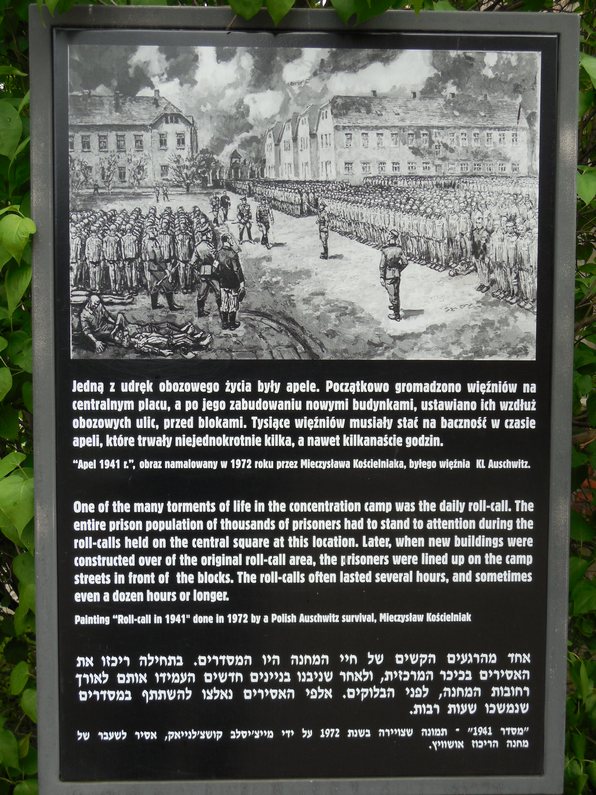 Jedną z udręk obozowego życia były apele. Początkowo gromadzono więźniów na
centralnym placu, a po jego zabudowaniu nowymi budynkami, ustawiano ich wzdłuż
obozowych ulic, przed blokami. Tysiące więźniów musiały stać na baczność w czasie
apeli, które trwały niejednokrotnie kilka, a nawet kilkanaście godzin.
"Apel 1941 r.", obraz namalowany w 1972 roku przez Mieczysława Kościelniaka, byłego więźnia KL Auschwitz.
One of the many torments of life in the concentration camp was the daily roll-call. The
entire prison population of thousands of prisoners had to stand to attention during the
roll-calls held on the central square at this location. Later, when new buildings were
constructed over of the original roll-call area, the prisoners were lined up on the camp
streets in front of the blocks. The roll-calls often lasted several hours, and sometimes
even a dozen hours or longer.
Painting "Roll-call in 1941" done in 1972 by a Polish Auschwitz survival, Mieczysław Kościelniak
אחד מהרגעים הקשים של חיי המחנה היו המסדרים. בתחילה ריכזו את
האסירים בכיכר המרכזית, ולאחר שניבנו בניינים חדשים העמידו אותם לאורך
רחובות המחנה, לפני הבלוקים. אלפי האסירים נאלצו להשתתף במסדרים
שנמשכו שעות רבות.
"מסדר 1941" - תמונה שצויירה בשנת 1972 על ידי מייצ'יסלב קושצ'לנייאק, אסיר לשעבר של
מחנה הריכוז אושוויץ.